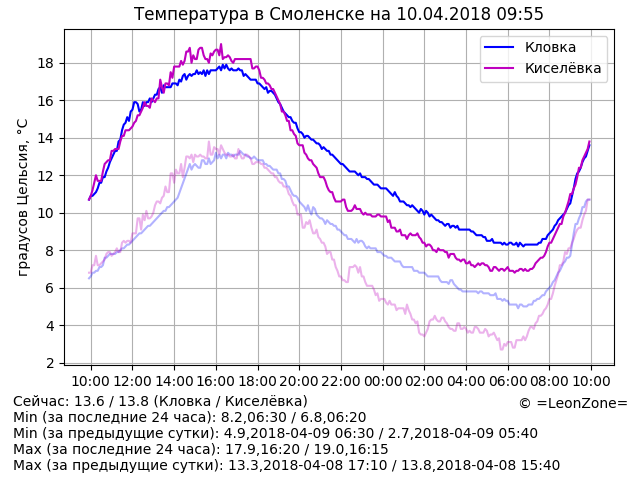 Температура в Смоленске на 10.04.2018 09:55
Кловка
Киселёвка
градусов Цельсия, °C
18
16
14
12
10
8
6
4
2
10:00 12:00 14:00 16:00 18:00 20:00 22:00 00:00 02:00 04:00 06:00 08:00 10:00
Сейчас: 13.6 / 13.8 (Кловка / Киселёвка)
© =LeonZone=
Min (за последние 24 часа): 8.2,06:30 / 6.8,06:20
Min (за предыдущие сутки): 4.9,2018-04-09 06:30 / 2.7,2018-04-09 05:40
Max (за последние 24 часа): 17.9,16:20 / 19.0,16:15
Max (за предыдущие сутки): 13.3,2018-04-08 17:10 / 13.8,2018-04-08 15:40